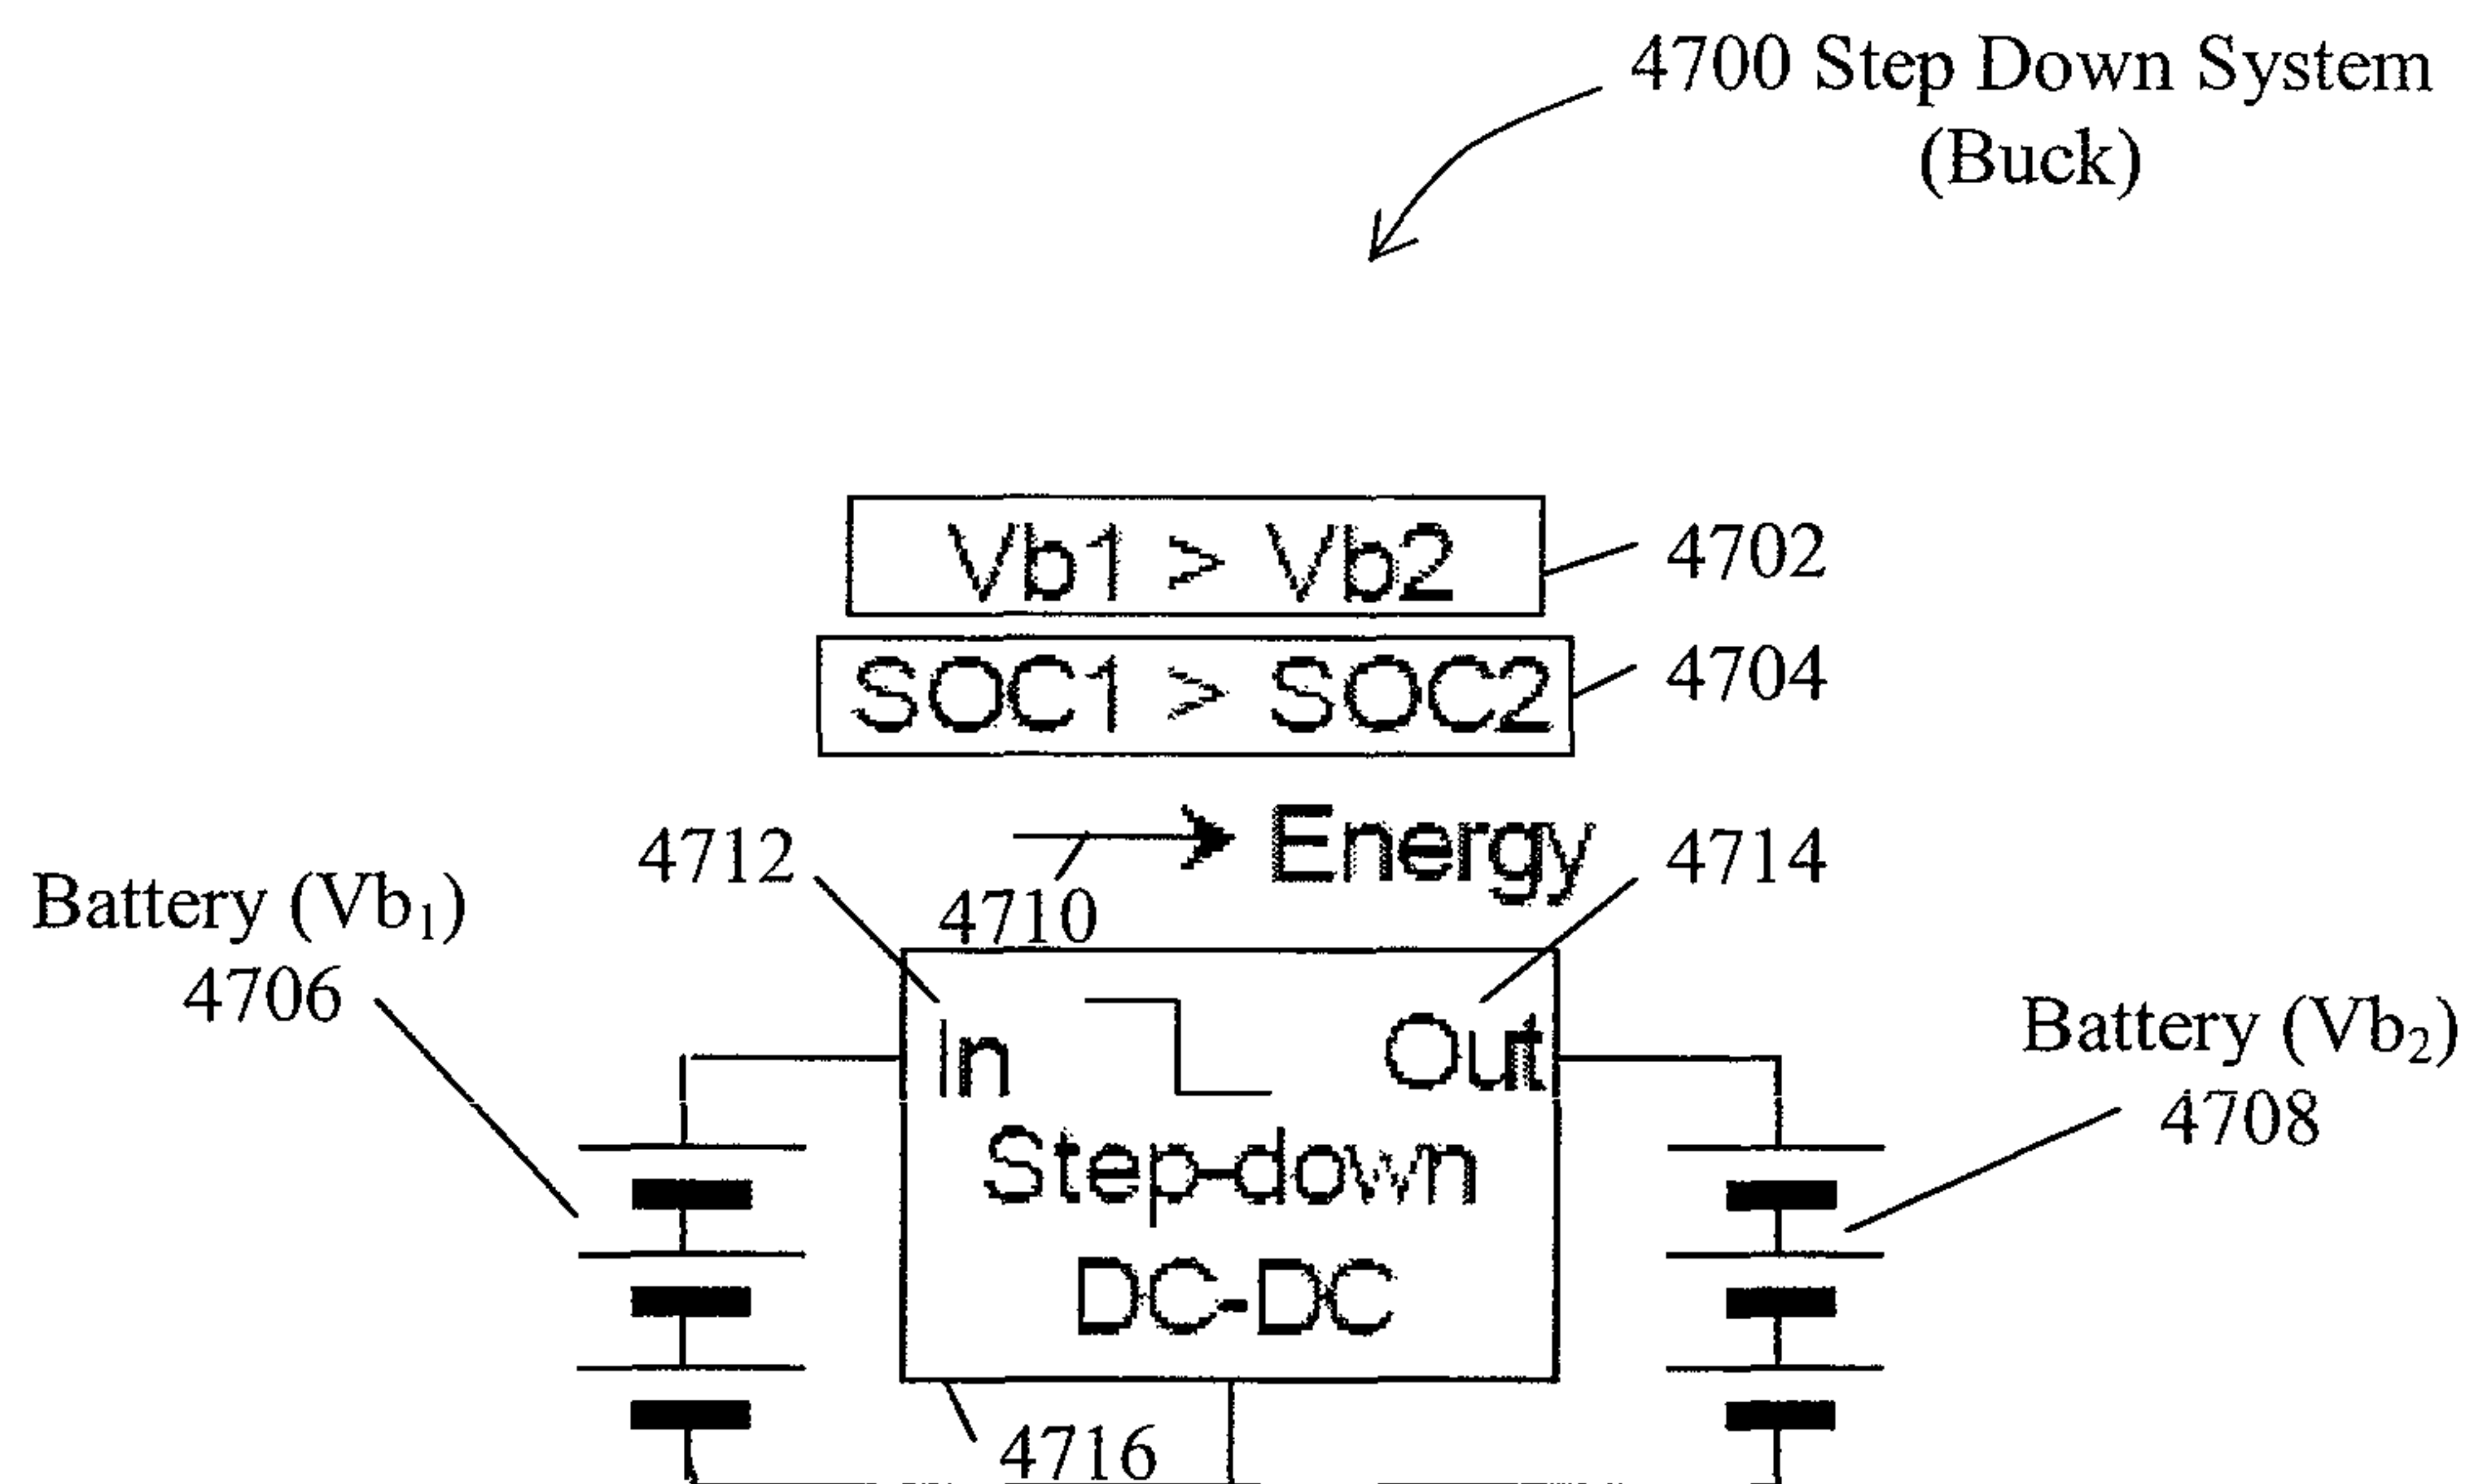 4700 Step Down System
(Buck)
Vb1 > Vb2
4702
SOC1 > SOC2
4704
Energy
4712
4710
4714
Battery (Vb₁)
4706
In
Out
Battery (Vb₂)
4708
Step-down
DC-DC
4716